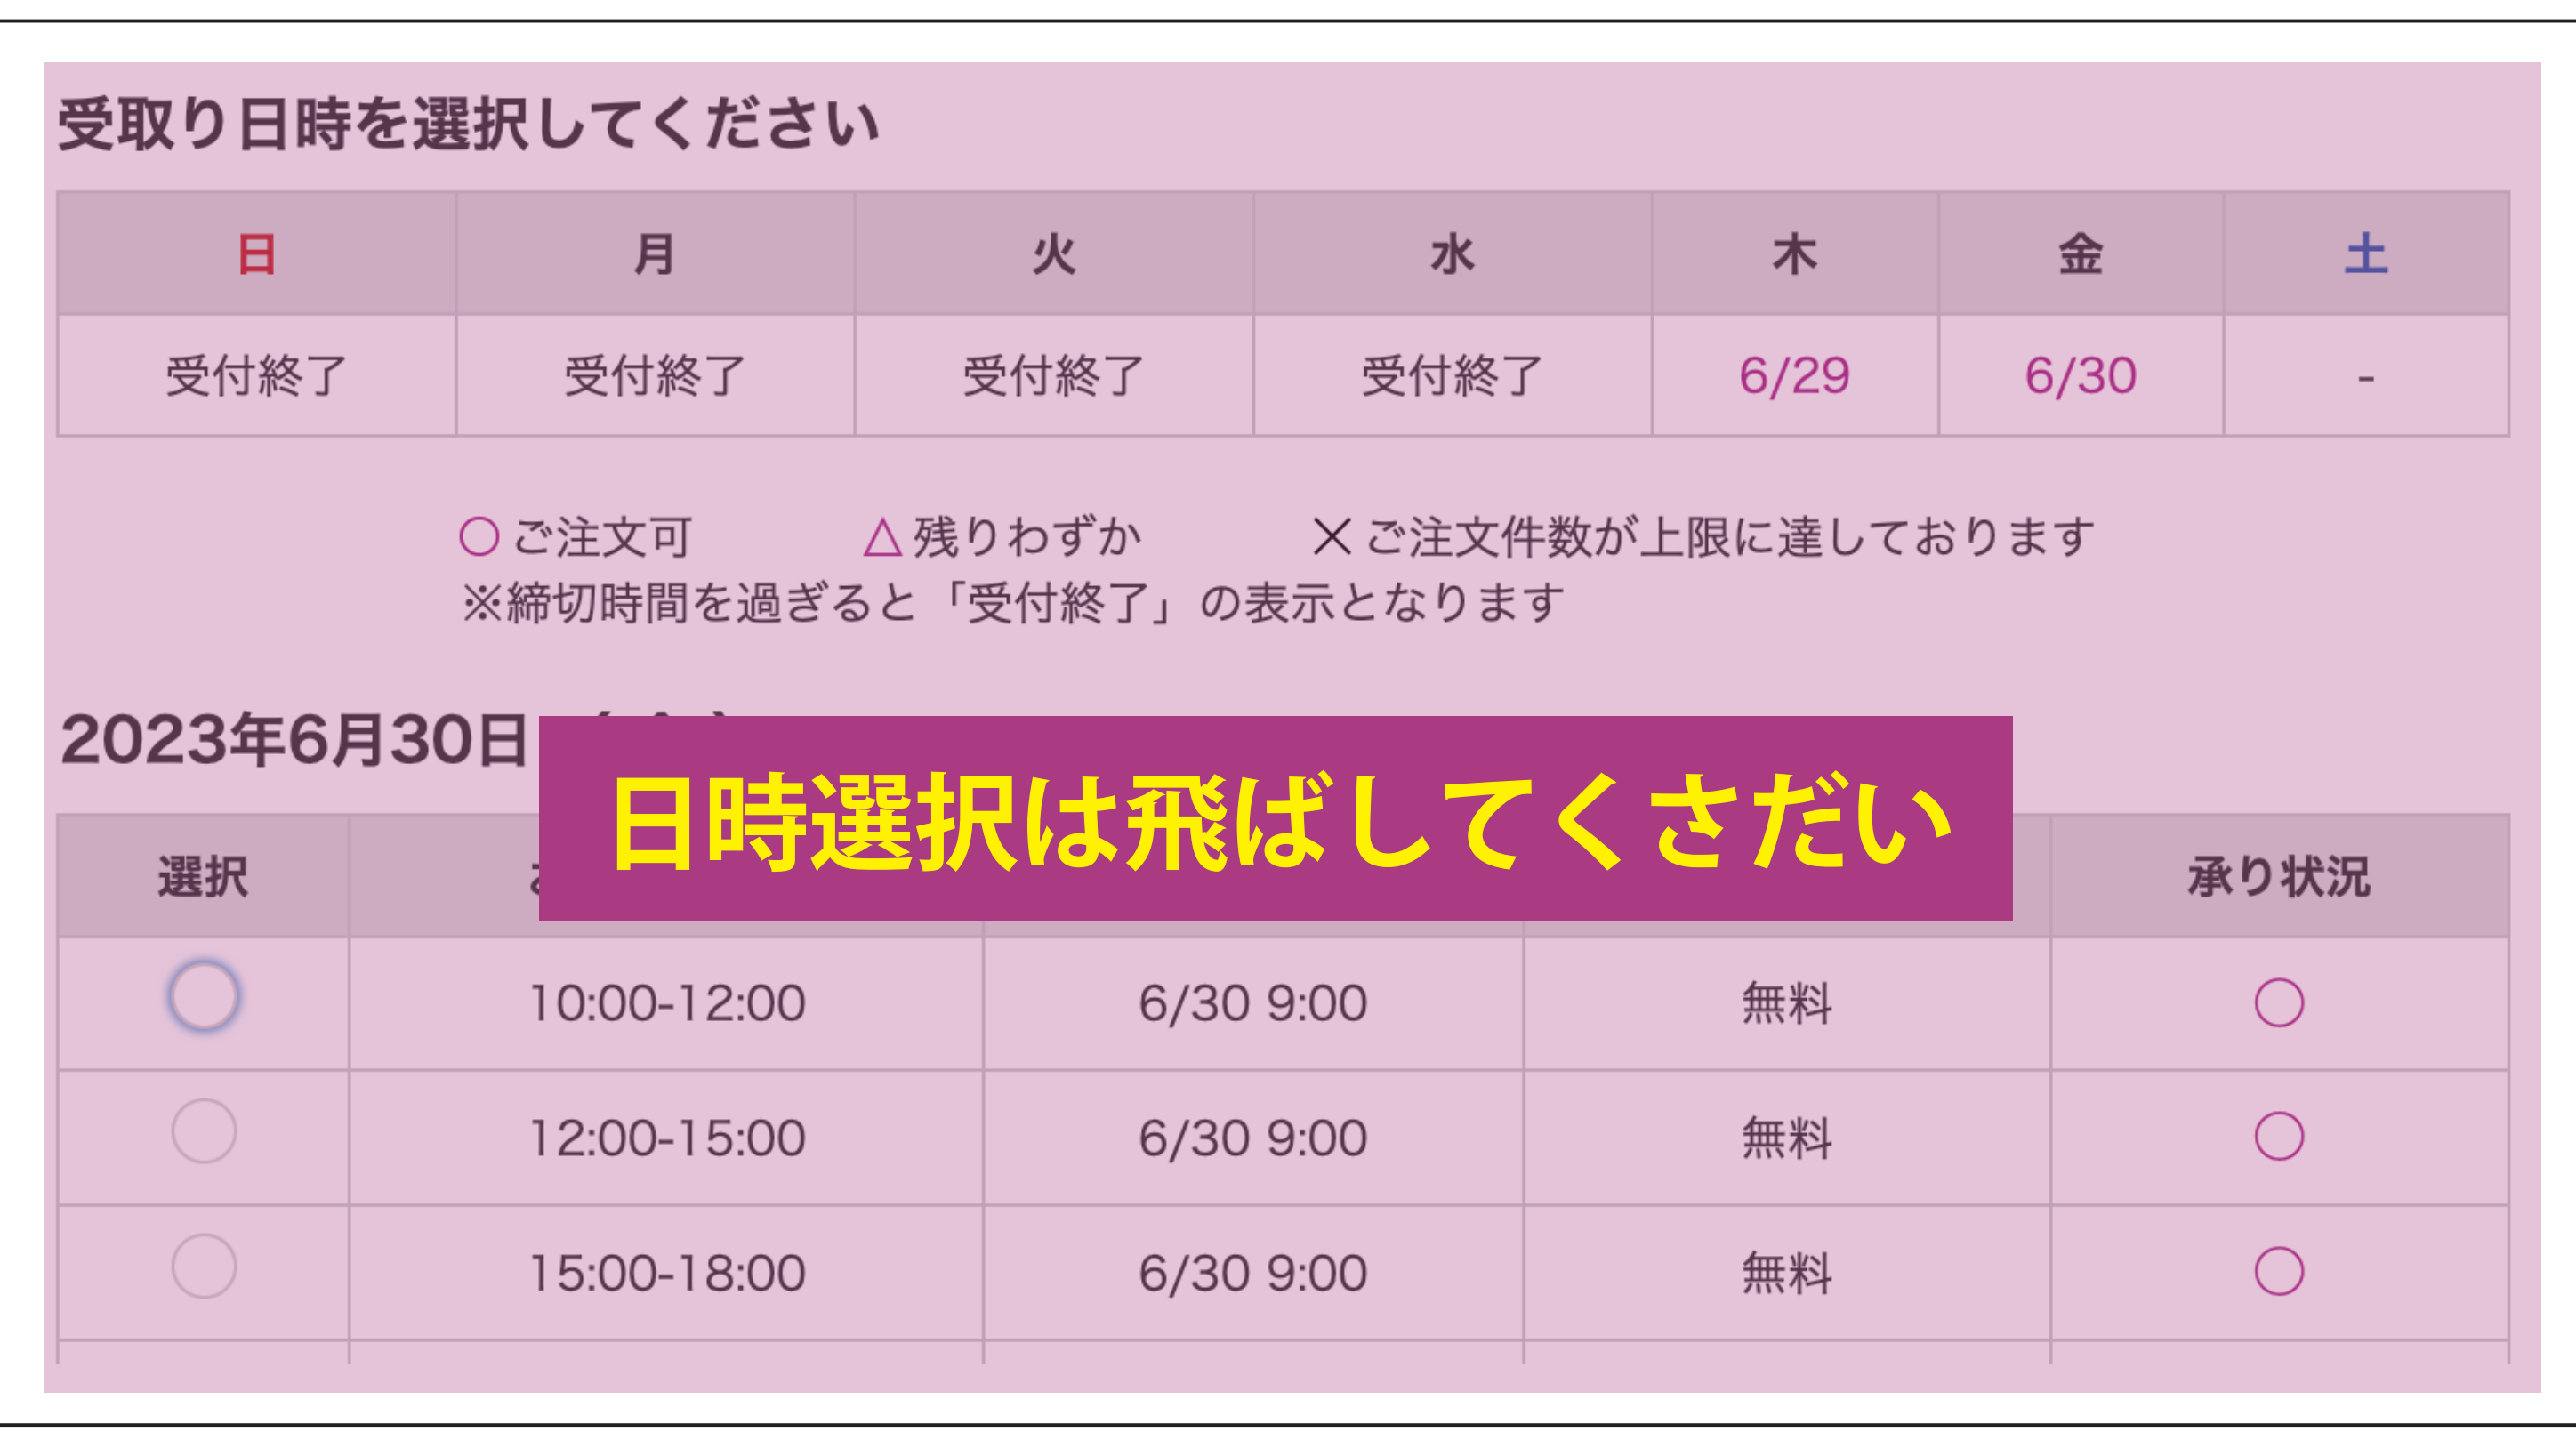 受取り日時を選択してください
日 月 火 水 木 金 土
受付終了 受付終了 受付終了 受付終了 6/29 6/30 -
○ ご注文可 △ 残りわずか × ご注文件数が上限に達しております
※締切時間を過ぎると「受付終了」の表示となります
2023年6月30日
日時選択は飛ばしてくさだい
選択 承り状況
10:00-12:00 6/30 9:00 無料 ○
12:00-15:00 6/30 9:00 無料 ○
15:00-18:00 6/30 9:00 無料 ○